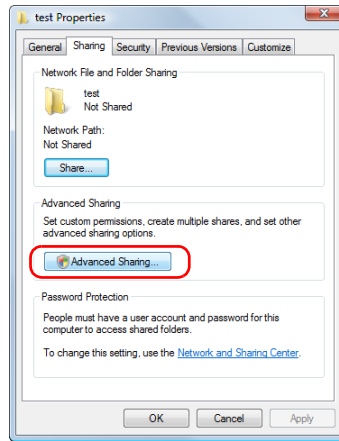 test Properties
General Sharing Security Previous Versions Customize
Network File and Folder Sharing
test
Not Shared
Network Path:
Not Shared
Share...
Advanced Sharing
Set custom permissions, create multiple shares, and set other
advanced sharing options.
Advanced Sharing...
Password Protection
People must have a user account and password for this
computer to access shared folders.
To change this setting, use the Network and Sharing Center.
OK Cancel Apply